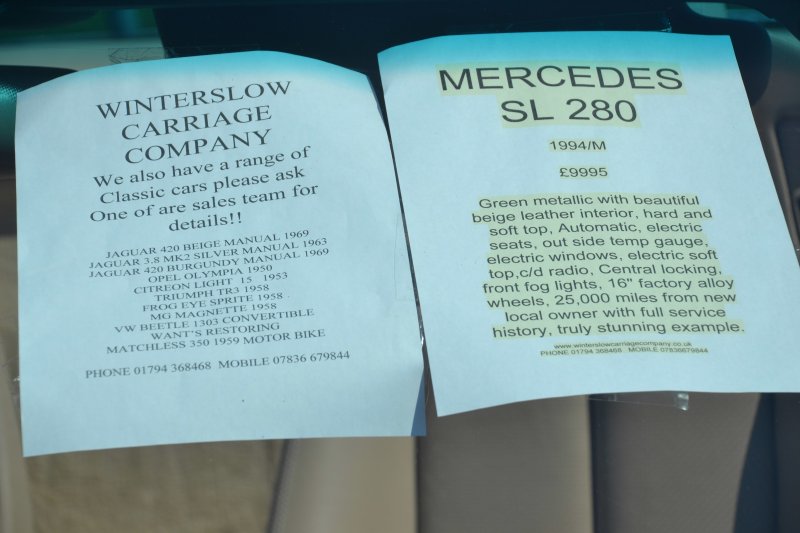 WINTERSLOW
CARRIAGE
COMPANY
We also have a range of
Classic cars please ask
One of are sales team for
details!!
JAGUAR 420 BEIGE MANUAL 1969
JAGUAR 3.8 MK2 SILVER MANUAL 1963
JAGUAR 420 BURGUNDY MANUAL 1969
OPEL OLYMPIA 1950
CITREON LIGHT 15 1953
TRIUMPH TR3 1958
FROG EYE SPRITE 1958
MG MAGNETTE 1958
VW BEETLE 1303 CONVERTIBLE
WANT'S RESTORING
MATCHLESS 350 1959 MOTOR BIKE
PHONE 01794 368468 MOBILE 07836 679844
MERCEDES
SL 280
1994/M
£9995
Green metallic with beautiful
beige leather interior, hard and
soft top, Automatic, electric
seats, out side temp gauge,
electric windows, electric soft
top,c/d radio, Central locking,
front fog lights, 16" factory alloy
wheels, 25,000 miles from new
local owner with full service
history, truly stunning example.
www.winterslowcarriagecompany.co.uk
PHONE 01794 368468 MOBILE 07836679844